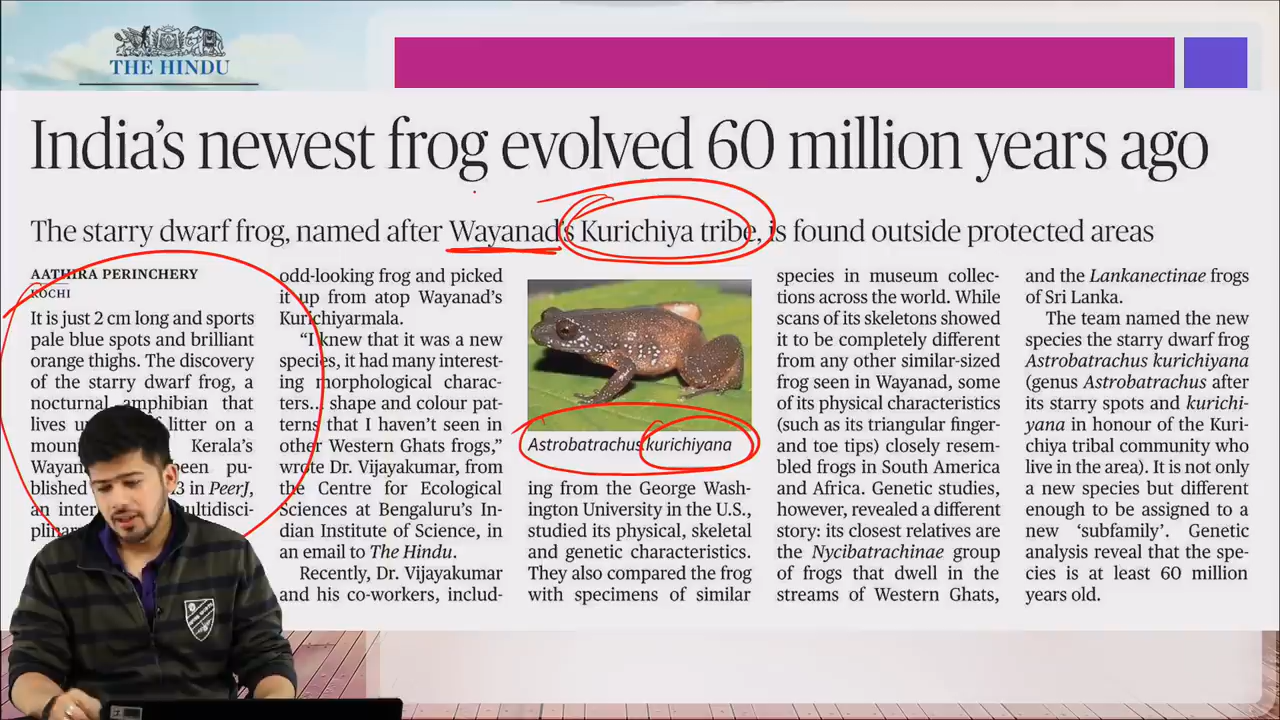 THE HINDU
India's newest frog evolved 60 million years ago
The starry dwarf frog, named after Wayanad's Kurichiya tribe, is found outside protected areas
AATHIRA PERINCHERY
KOCHI
It is just 2 cm long and sports
pale blue spots and brilliant
orange thighs. The discovery
of the starry dwarf frog, a
nocturnal amphibian that
lives litter on a
Kerala's
pu-
3 in PeerJ,
an
odd-looking frog and picked
it up from atop Wayanad's
Kurichiyarmala.
"I knew that it was a new
species, it had many interest-
ing morphological charac-
ters... shape and colour pat-
terns that I haven't seen in
other Western Ghats frogs,"
wrote Dr. Vijayakumar, from
the Centre for Ecological
Sciences at Bengaluru's In-
dian Institute of Science, in
an email to The Hindu.
Recently, Dr. Vijayakumar
and his co-workers, includ-
Astrobatrachus kurichiyana
ing from the George Wash-
ington University in the U.S.,
studied its physical, skeletal
and genetic characteristics.
They also compared the frog
with specimens of similar
species in museum collec-
tions across the world. While
scans of its skeletons showed
it to be completely different
from any other similar-sized
frog seen in Wayanad, some
of its physical characteristics
(such as its triangular finger-
and toe tips) closely resem-
bled frogs in South America
and Africa. Genetic studies,
however, revealed a different
story: its closest relatives are
the Nycibatrachinae group
of frogs that dwell in the
streams of Western Ghats,
and the Lankanectinae frogs
of Sri Lanka.
The team named the new
species the starry dwarf frog
Astrobatrachus kurichiyana
(genus Astrobatrachus after
its starry spots and kurichi-
yana in honour of the Kuri-
chiya tribal community who
live in the area). It is not only
a new species but different
enough to be assigned to a
new 'subfamily'. Genetic
analysis reveal that the spe-
cies is at least 60 million
years old.